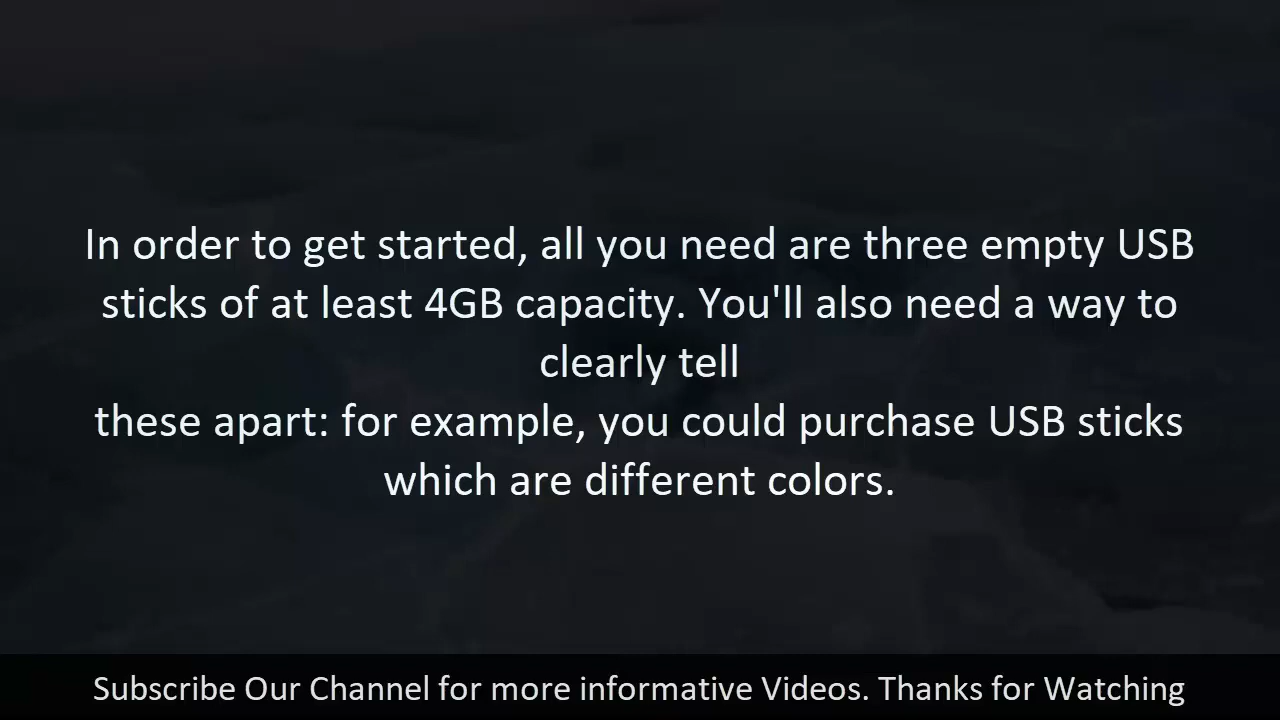 In order to get started, all you need are three empty USB
sticks of at least 4GB capacity. You'll also need a way to
clearly tell
these apart: for example, you could purchase USB sticks
which are different colors.
Subscribe Our Channel for more informative Videos. Thanks for Watching